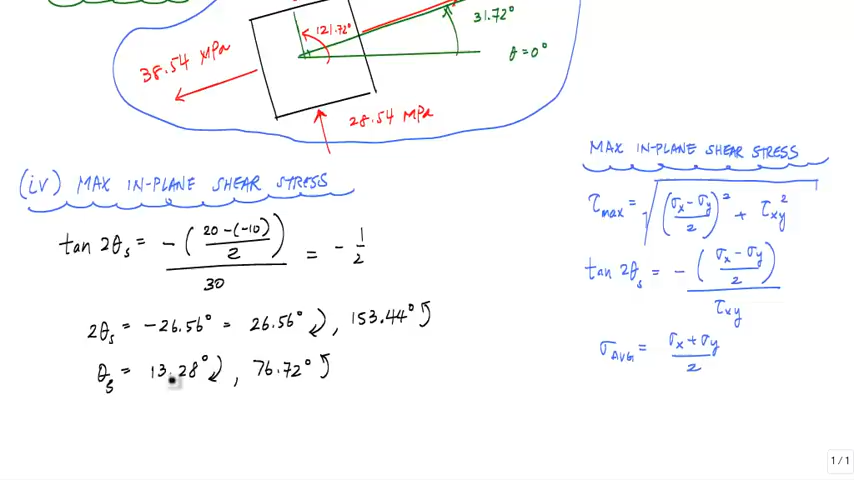 121.72°
31.72°
θ=0°
38.54 MPa
28.54 MPa
(iv) MAX IN-PLANE SHEAR STRESS
tan 2θs = -((20-(-10))/2)/30 = -1/2
2θs = -26.56° = 26.56°↷, 153.44°↺
θs = 13.28°↷, 76.72°↺
MAX IN-PLANE SHEAR STRESS
τmax = √(((σx-σy)/2)² + τxy²)
tan 2θs = -((σx-σy)/2)/τxy
σAVG = (σx+σy)/2
1/1